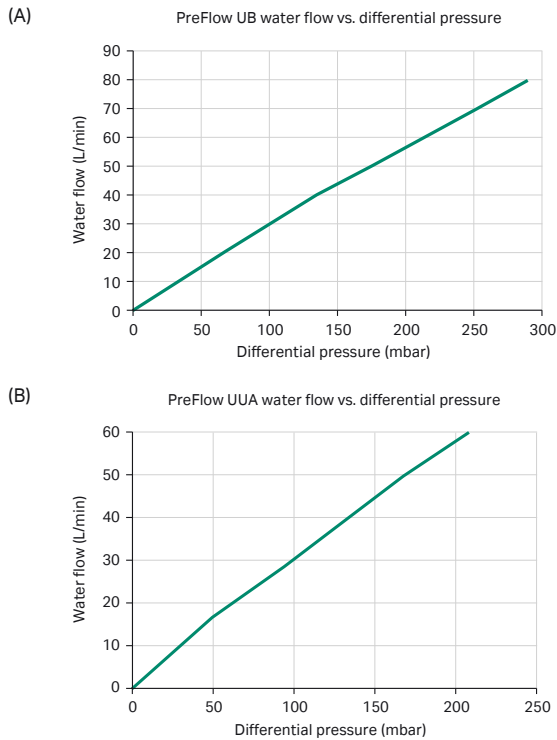 (A)
PreFlow UB water flow vs. differential pressure
90
80
70
60
50
40
30
20
10
0
Water flow (L/min)
0 50 100 150 200 250 300
Differential pressure (mbar)
(B)
PreFlow UUA water flow vs. differential pressure
60
50
40
30
20
10
0
Water flow (L/min)
0 50 100 150 200 250
Differential pressure (mbar)